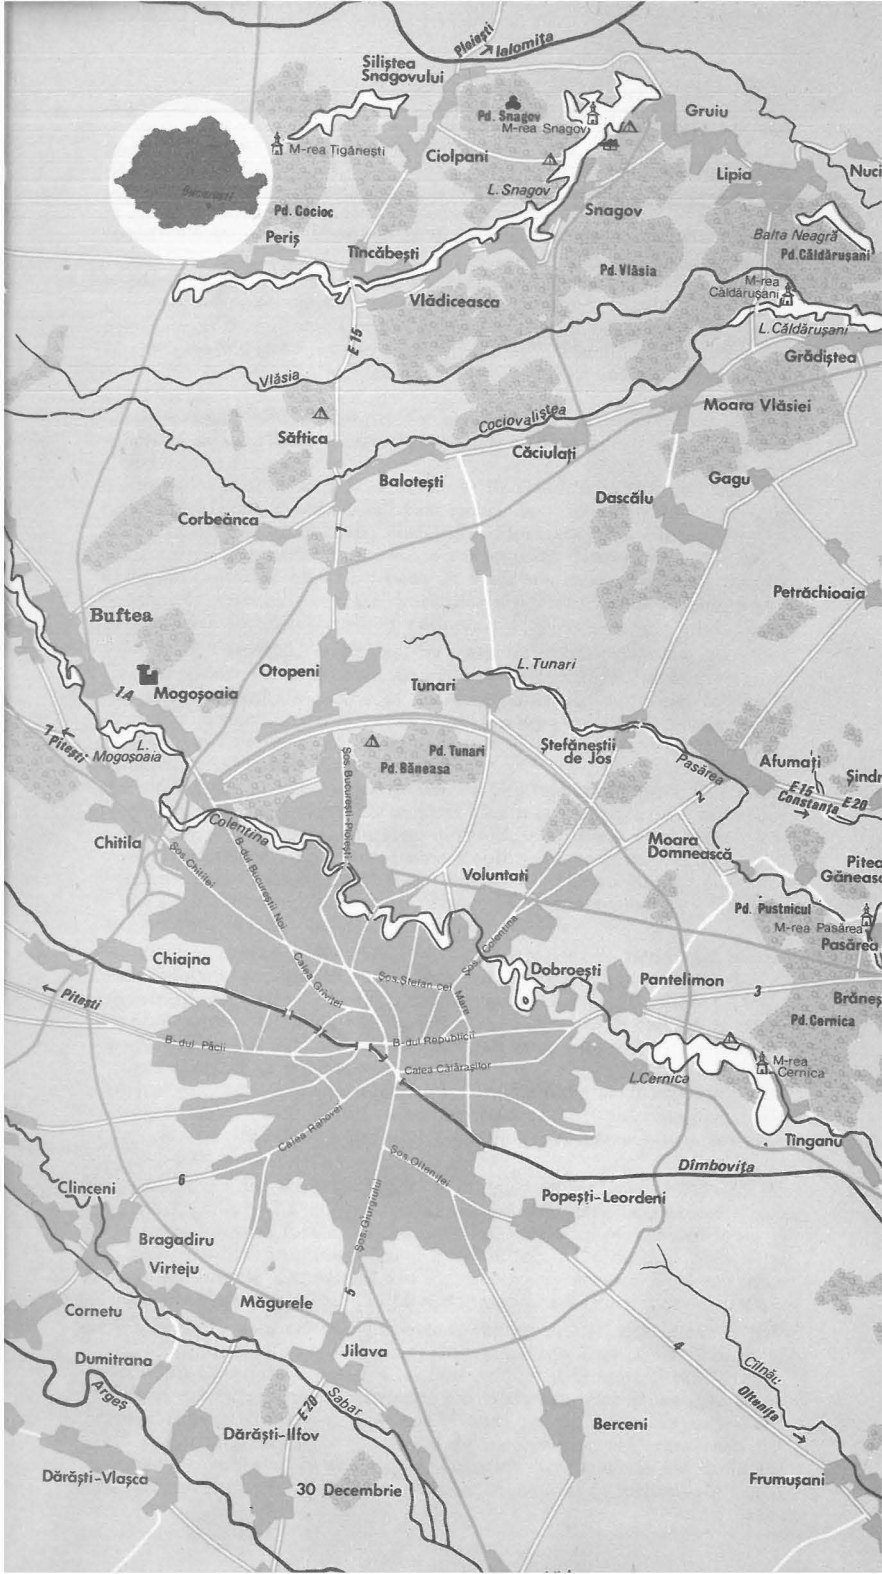 Ploiești
Ialomița
Siliștea
Snagovului
Pd. Snagov
M-rea Snagov
Gruiu
M-rea Țigănești
Ciolpani
Lipia
L. Snagov
București
Pd. Cocioc
Snagov
Periș
Balta Neagră
Pd. Căldărușani
Tîncăbești
Pd. Vlăsia
M-rea
Căldărușani
Vlădiceasca
L. Căldărușani
E 15
Grădiștea
Vlăsia
Moara Vlăsiei
Cociovaliștea
Săftica
Căciulați
Balotești
Gagu
Dascălu
Corbeanca
1
Petrăchioaia
Buftea
L. Tunari
Otopeni
Tunari
1A
Mogoșoaia
7
Pitești
L.
Mogoșoaia
Pd. Tunari
Pd. Băneasa
Șos. București-Ploiești
Ștefăneștii
de Jos
Pasărea
Afumați
E 15
E 20
Constanța
2
Colentina
Chitila
Șos. Chitilei
B-dul Bucureștii Noi
Moara
Domnească
Voluntari
Pd. Pustnicul
M-rea Pasărea
Pasărea
Șos. Colentina
Chiajna
Calea Griviței
Șos. Ștefan cel
Mare
Dobroești
Pantelimon
3
Pitești
Pd. Cernica
B-dul Păcii
B-dul Republicii
Calea Călărașilor
M-rea
Cernica
L. Cernica
Calea Rahovei
Tînganu
Șos. Olteniței
Dîmbovița
6
Clinceni
Popești-Leordeni
Șos. Giurgiului
Bragadiru
Vîrteju
5
Cornetu
Măgurele
Jilava
Dumitrana
4
Argeș
Sabar
E 20
Oltenița
Berceni
Dărăști-Ilfov
Dărăști-Vlașca
30 Decembrie
Frumușani